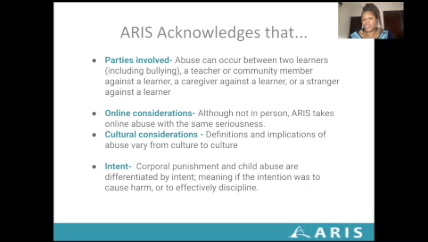 ARIS Acknowledges that...
● Parties involved- Abuse can occur between two learners
(including bullying), a teacher or community member
against a learner, a caregiver against a learner, or a stranger
against a learner
● Online considerations- Although not in person, ARIS takes
online abuse with the same seriousness.
● Cultural considerations - Definitions and implications of
abuse vary from culture to culture
● Intent- Corporal punishment and child abuse are
differentiated by intent; meaning if the intention was to
cause harm, or to effectively discipline.
ARIS